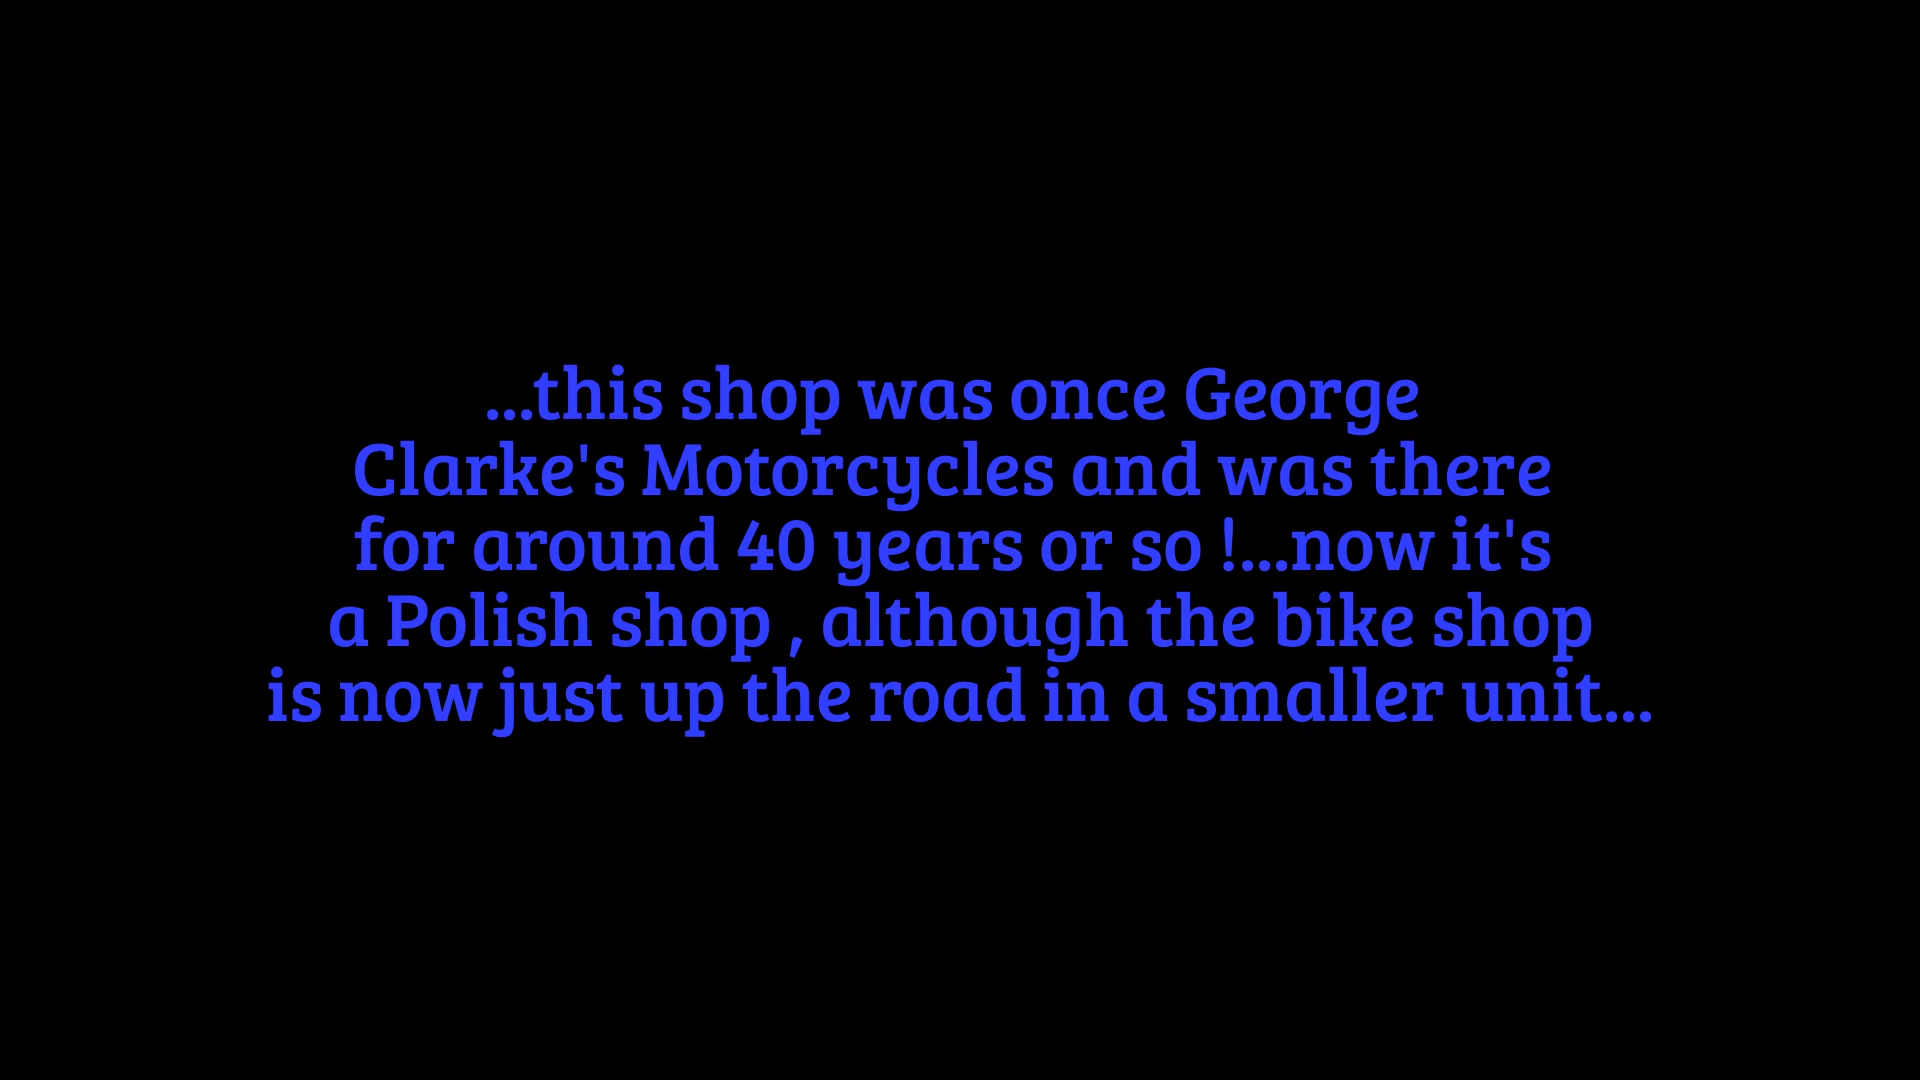 ...this shop was once George
Clarke's Motorcycles and was there
for around 40 years or so !...now it's
a Polish shop , although the bike shop
is now just up the road in a smaller unit...